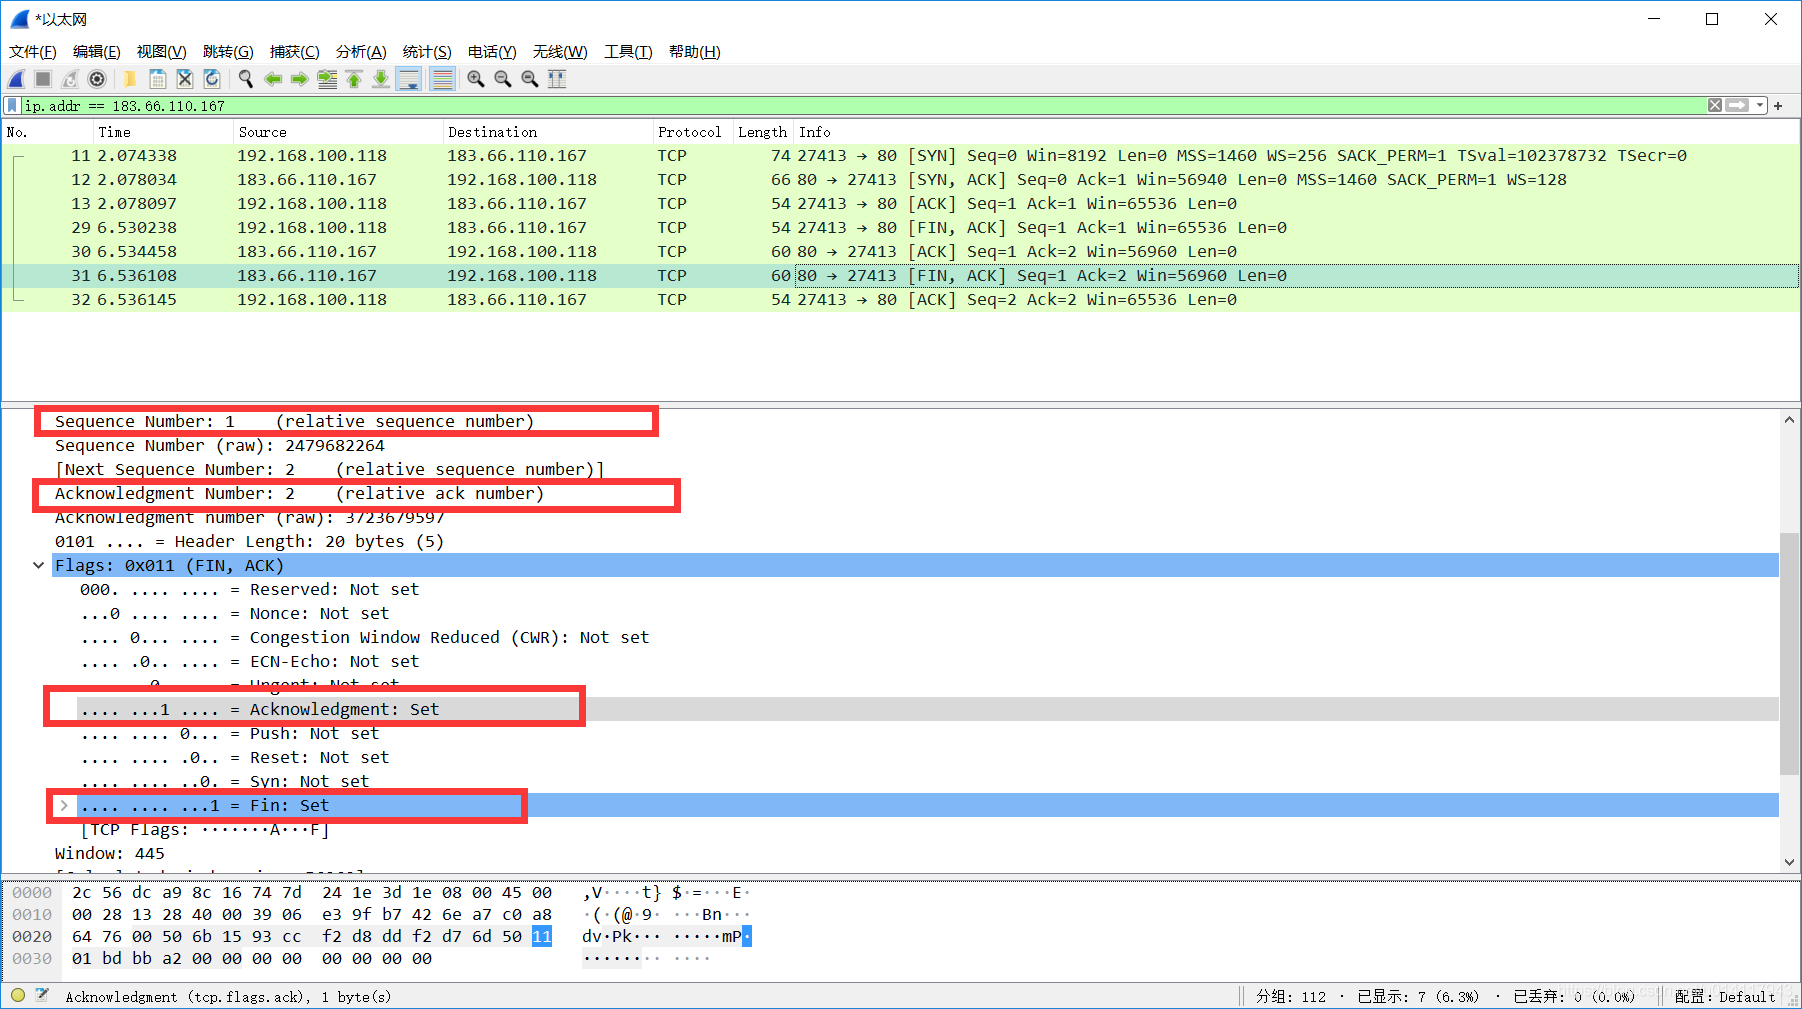 *以太网
文件(F) 编辑(E) 视图(V) 跳转(G) 捕获(C) 分析(A) 统计(S) 电话(Y) 无线(W) 工具(T) 帮助(H)
ip.addr == 183.66.110.167
No. Time Source Destination Protocol Length Info
11 2.074338 192.168.100.118 183.66.110.167 TCP 74 27413 → 80 [SYN] Seq=0 Win=8192 Len=0 MSS=1460 WS=256 SACK_PERM=1 TSval=102378732 TSecr=0
12 2.078034 183.66.110.167 192.168.100.118 TCP 66 80 → 27413 [SYN, ACK] Seq=0 Ack=1 Win=56940 Len=0 MSS=1460 SACK_PERM=1 WS=128
13 2.078097 192.168.100.118 183.66.110.167 TCP 54 27413 → 80 [ACK] Seq=1 Ack=1 Win=65536 Len=0
29 6.530238 192.168.100.118 183.66.110.167 TCP 54 27413 → 80 [FIN, ACK] Seq=1 Ack=1 Win=65536 Len=0
30 6.534458 183.66.110.167 192.168.100.118 TCP 60 80 → 27413 [ACK] Seq=1 Ack=2 Win=56960 Len=0
31 6.536108 183.66.110.167 192.168.100.118 TCP 60 80 → 27413 [FIN, ACK] Seq=1 Ack=2 Win=56960 Len=0
32 6.536145 192.168.100.118 183.66.110.167 TCP 54 27413 → 80 [ACK] Seq=2 Ack=2 Win=65536 Len=0
Sequence Number: 1 (relative sequence number)
Sequence Number (raw): 2479682264
[Next Sequence Number: 2 (relative sequence number)]
Acknowledgment Number: 2 (relative ack number)
Acknowledgment number (raw): 3723679597
0101 .... = Header Length: 20 bytes (5)
Flags: 0x011 (FIN, ACK)
000. .... .... = Reserved: Not set
...0 .... .... = Nonce: Not set
.... 0... .... = Congestion Window Reduced (CWR): Not set
.... .0.. .... = ECN-Echo: Not set
.... ..0. .... = Urgent: Not set
.... ...1 .... = Acknowledgment: Set
.... .... 0... = Push: Not set
.... .... .0.. = Reset: Not set
.... .... ..0. = Syn: Not set
.... .... ...1 = Fin: Set
[TCP Flags: ·······A···F]
Window: 445
0000 2c 56 dc a9 8c 16 74 7d 24 1e 3d 1e 08 00 45 00 ,V····t} $·=···E·
0010 00 28 13 28 40 00 39 06 e3 9f b7 42 6e a7 c0 a8 ·(·(@·9· ···Bn···
0020 64 76 00 50 6b 15 93 cc f2 d8 dd f2 d7 6d 50 11 dv·Pk··· ·····mP·
0030 01 bd bb a2 00 00 00 00 00 00 00 00 ········ ····
Acknowledgment (tcp.flags.ack), 1 byte(s) 分组: 112 · 已显示: 7 (6.3%) · 已丢弃: 0 (0.0%) 配置: Default